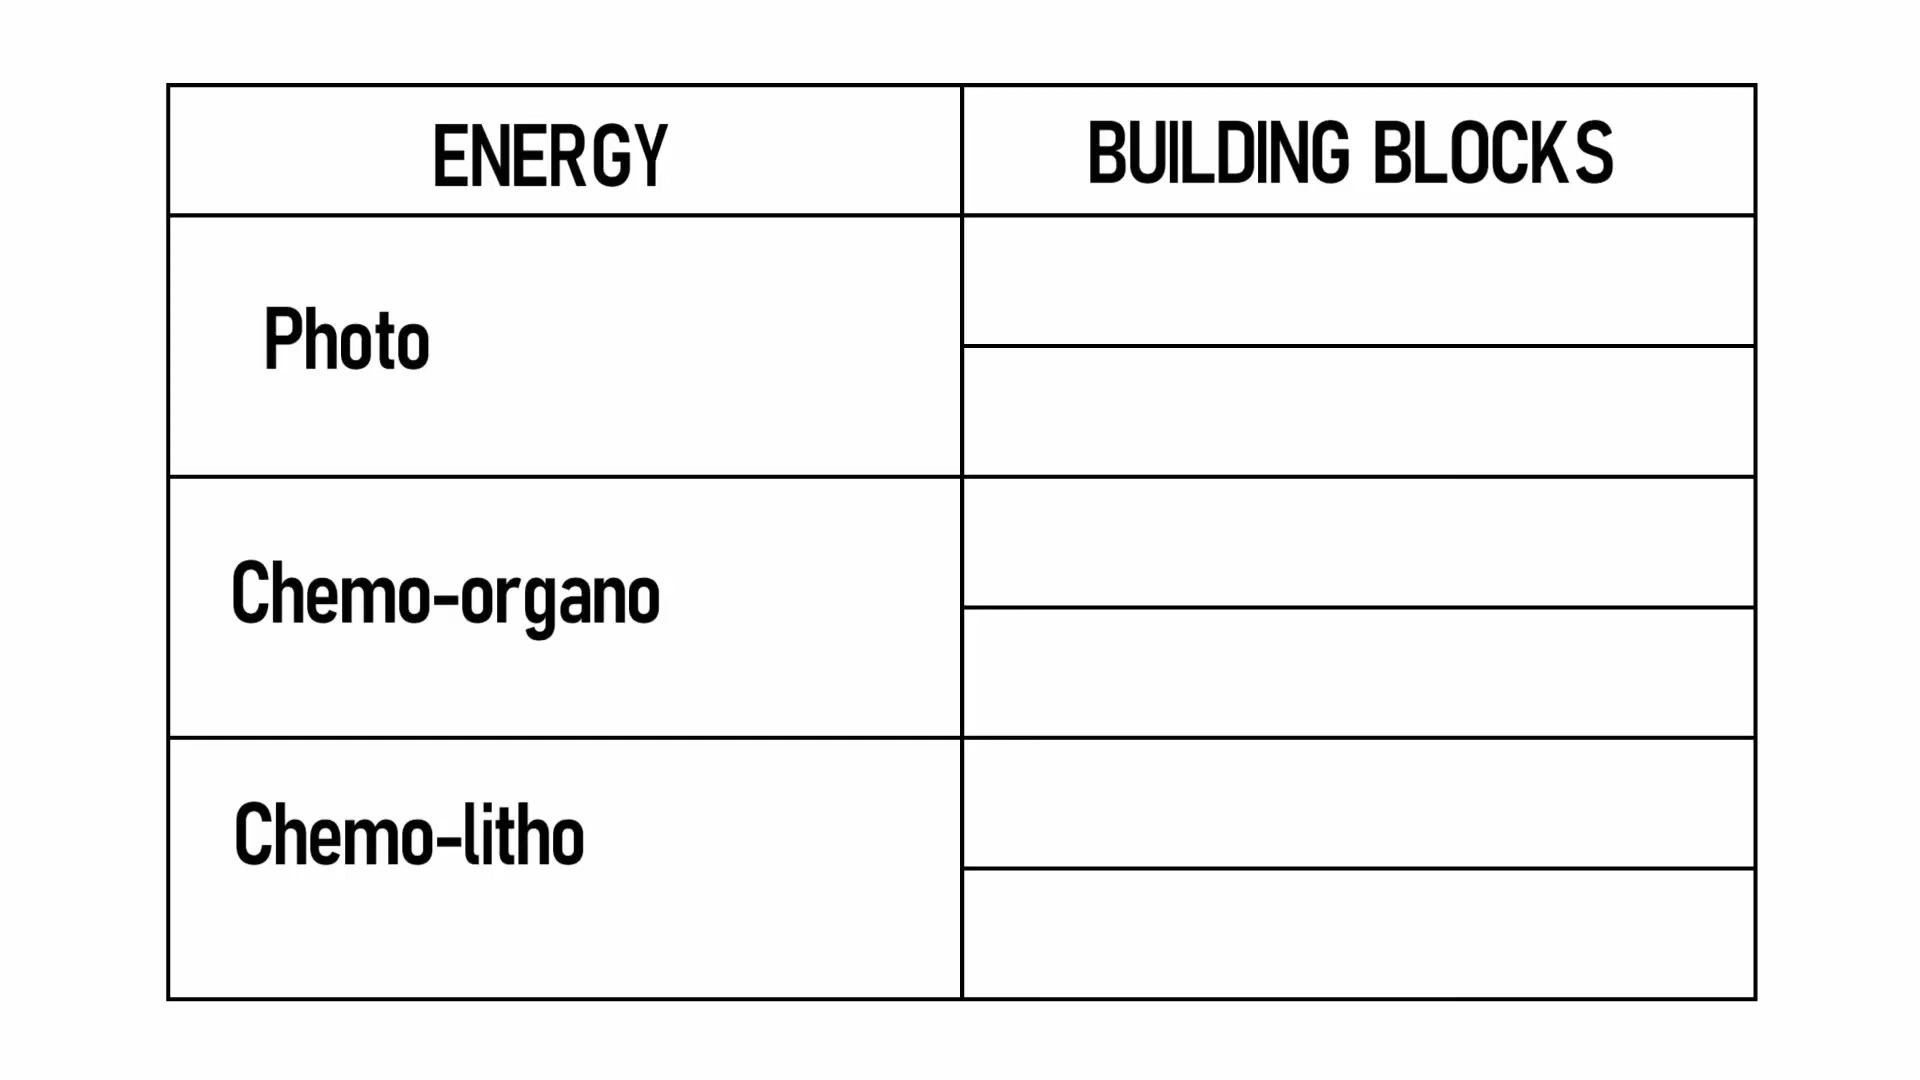 ENERGY
BUILDING BLOCKS
Photo
Chemo-organo
Chemo-litho